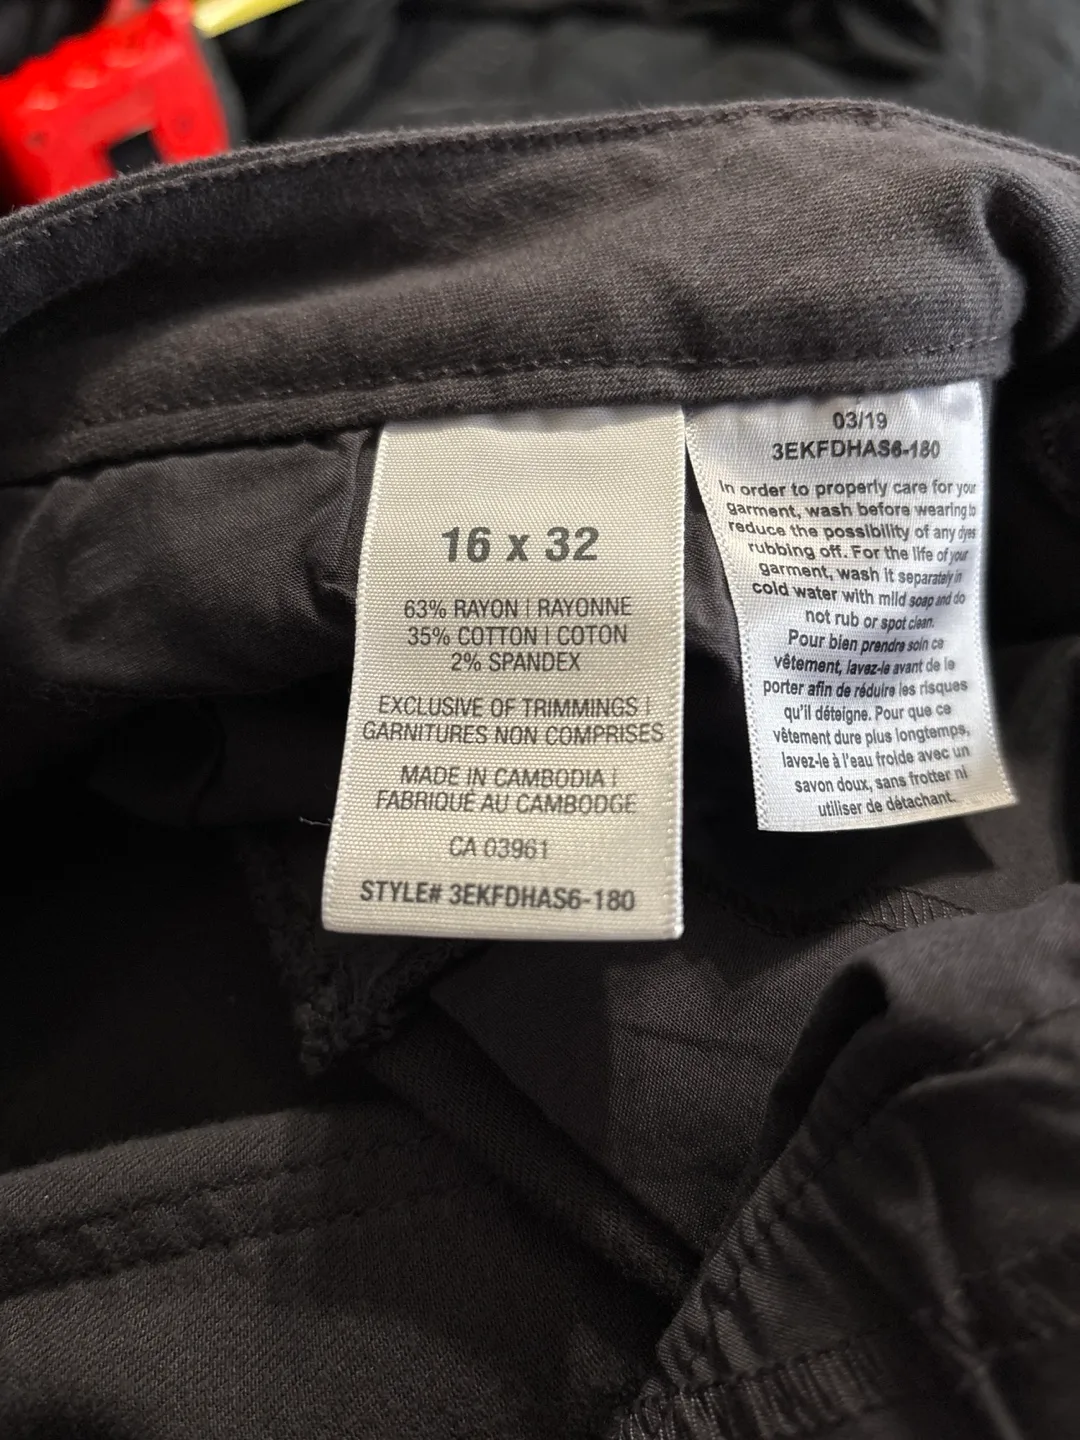 16 x 32
63% RAYON | RAYONNE
35% COTTON | COTON
2% SPANDEX
EXCLUSIVE OF TRIMMINGS |
GARNITURES NON COMPRISES
MADE IN CAMBODIA |
FABRIQUÉ AU CAMBODGE
CA 03961
STYLE# 3EKFDHAS6-180
03/19
3EKFDHAS6-180
In order to properly care for your
garment, wash before wearing to
reduce the possibility of any dyes
rubbing off. For the life of your
garment, wash it separately in
cold water with mild soap and do
not rub or spot clean.
Pour bien prendre soin ce
vêtement, lavez-le avant de le
porter afin de réduire les risques
qu'il déteigne. Pour que ce
vêtement dure plus longtemps,
lavez-le à l'eau froide avec un
savon doux, sans frotter ni
utiliser de détachant.